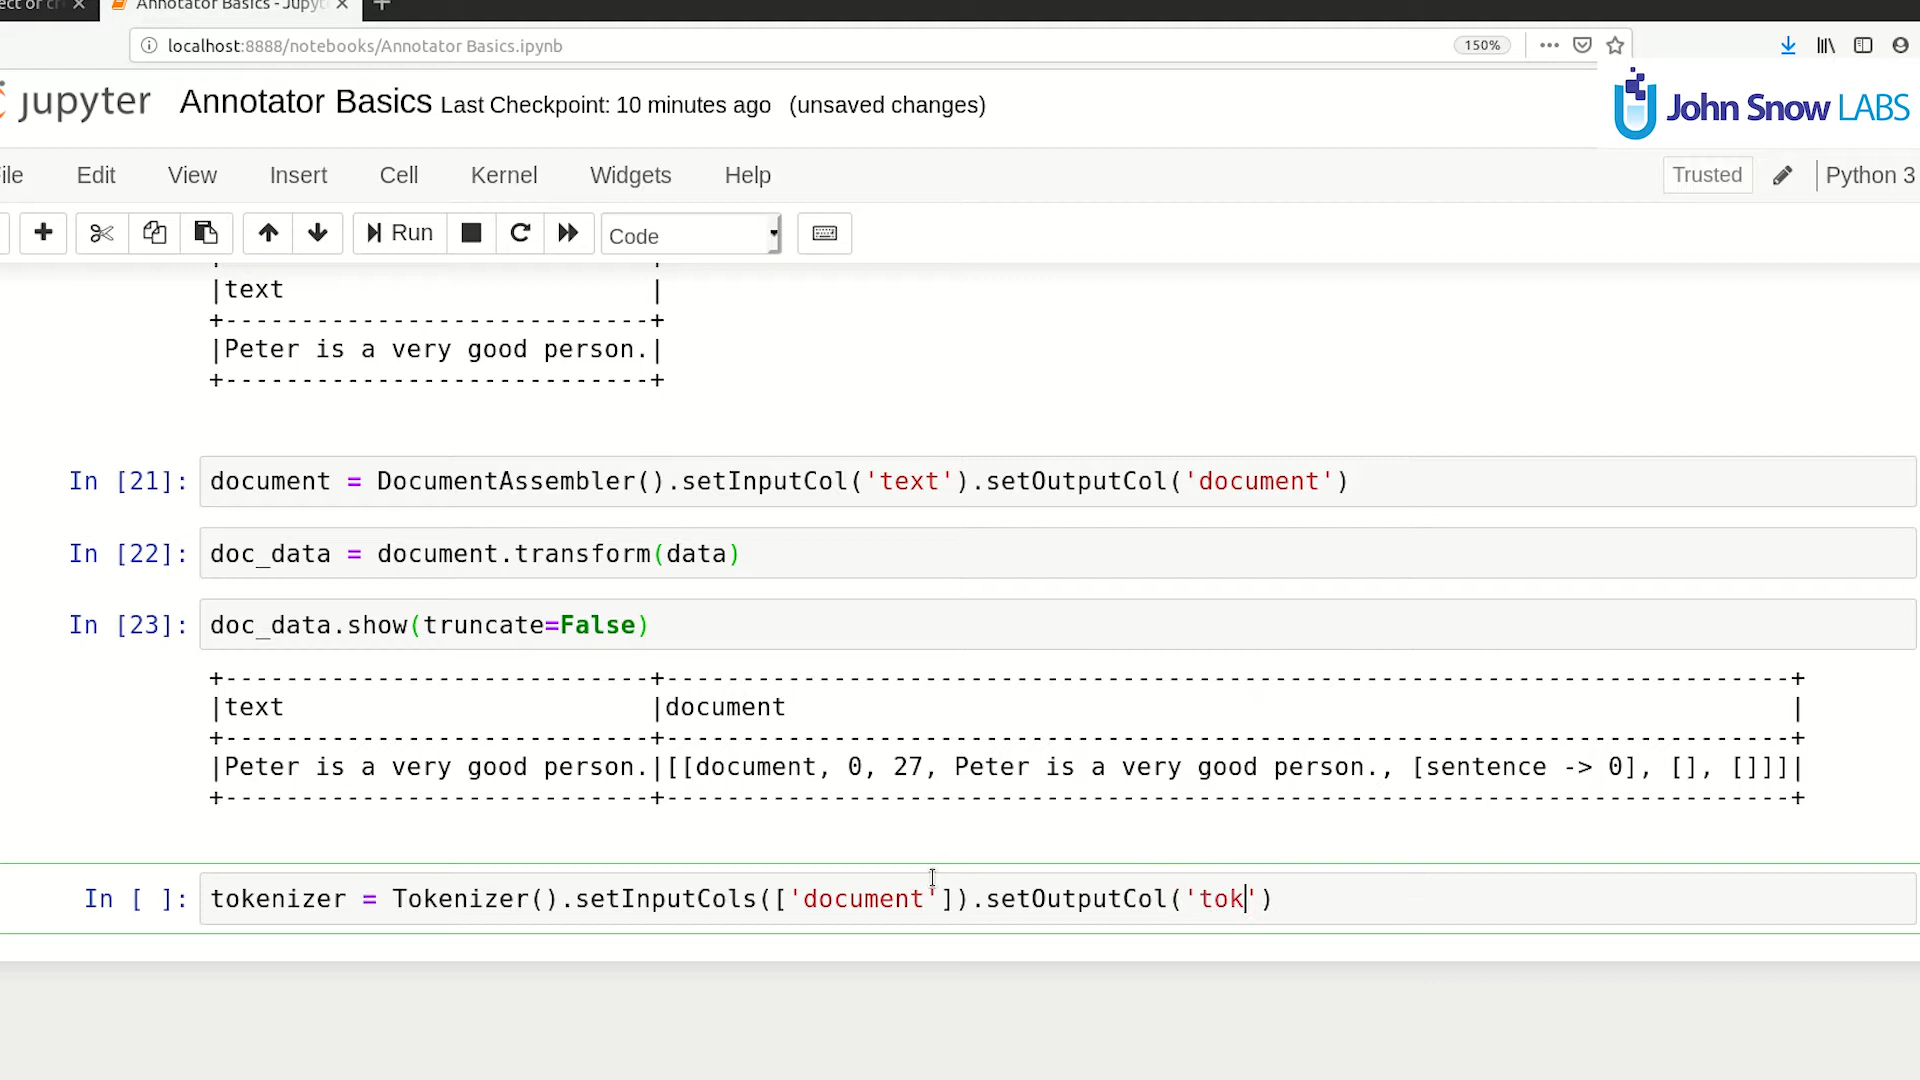 Annotator Basics - Jupyt
localhost:8888/notebooks/Annotator Basics.ipynb
150%
jupyter Annotator Basics Last Checkpoint: 10 minutes ago (unsaved changes)
John Snow LABS
ile Edit View Insert Cell Kernel Widgets Help
Trusted Python 3
Run Code
|text |
+----------------------------+
|Peter is a very good person.|
+----------------------------+
In [21]: document = DocumentAssembler().setInputCol('text').setOutputCol('document')
In [22]: doc_data = document.transform(data)
In [23]: doc_data.show(truncate=False)
+----------------------------+--------------------------------------------------------------------------+
|text |document |
+----------------------------+--------------------------------------------------------------------------+
|Peter is a very good person.|[[document, 0, 27, Peter is a very good person., [sentence -> 0], [], []]]|
+----------------------------+--------------------------------------------------------------------------+
In [ ]: tokenizer = Tokenizer().setInputCols(['document']).setOutputCol('tok')